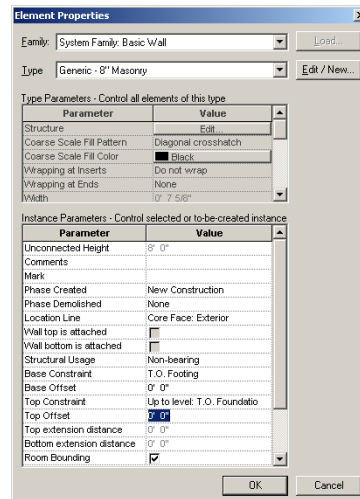 Element Properties
Family: System Family: Basic Wall Load...
Type Generic - 8" Masonry Edit / New...
Type Parameters - Control all elements of this type
Parameter Value
Structure Edit...
Coarse Scale Fill Pattern Diagonal crosshatch
Coarse Scale Fill Color Black
Wrapping at Inserts Do not wrap
Wrapping at Ends None
Width 0' 7 5/8"
Instance Parameters - Control selected or to-be-created instance
Parameter Value
Unconnected Height 8' 0"
Comments
Mark
Phase Created New Construction
Phase Demolished None
Location Line Core Face: Exterior
Wall top is attached
Wall bottom is attached
Structural Usage Non-bearing
Base Constraint T.O. Footing
Base Offset 0' 0"
Top Constraint Up to level: T.O. Foundatio
Top Offset 0' 0"
Top extension distance 0' 0"
Bottom extension distance 0' 0"
Room Bounding
OK Cancel